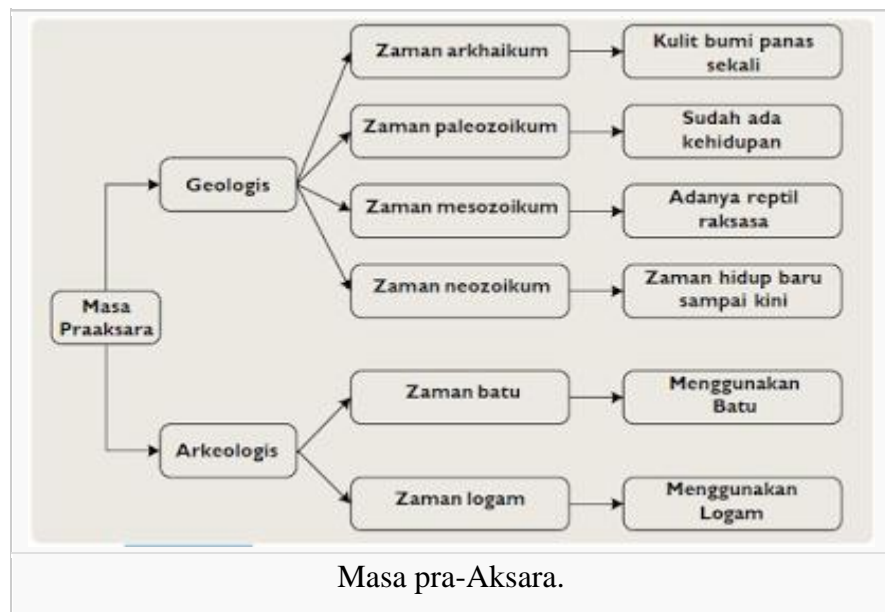 Zaman arkhaikum
Kulit bumi panas
sekali
Zaman paleozoikum
Sudah ada
kehidupan
Geologis
Zaman mesozoikum
Adanya reptil
raksasa
Zaman neozoikum
Zaman hidup baru
sampai kini
Masa
Praaksara
Zaman batu
Menggunakan
Batu
Arkeologis
Zaman logam
Menggunakan
Logam
Masa pra-Aksara.